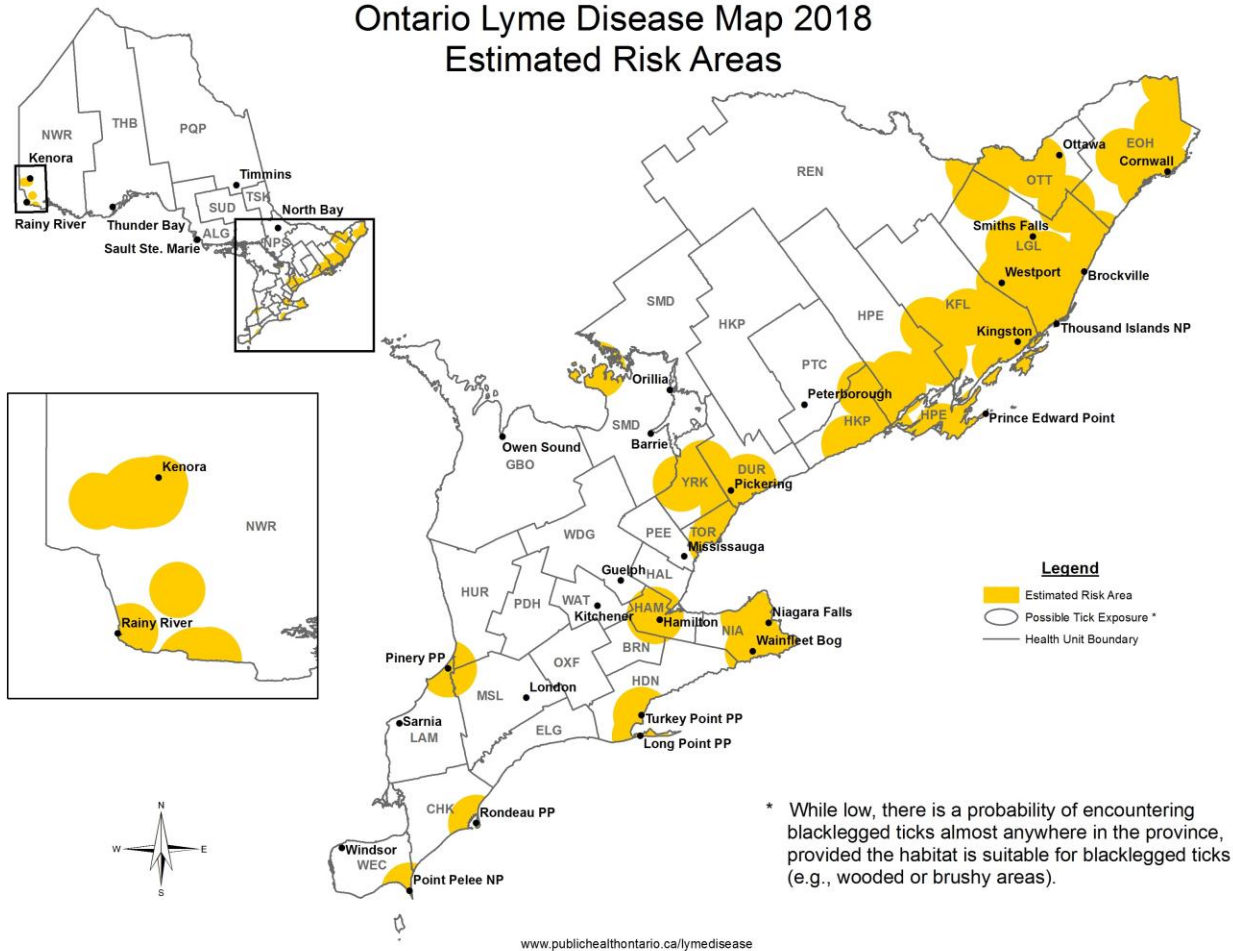 Ontario Lyme Disease Map 2018
Estimated Risk Areas
NWR
THB
PQP
Kenora
Timmins
TSK
SUD
North Bay
Rainy River
Thunder Bay
ALG
NPS
Sault Ste. Marie
REN
Ottawa
EOH
Cornwall
OTT
Smiths Falls
LGL
Westport
Brockville
SMD
HKP
HPE
KFL
Kingston
Thousand Islands NP
PTC
Orillia
Peterborough
HKP
HPE
Prince Edward Point
SMD
Barrie
Owen Sound
GBO
YRK
DUR
Pickering
WDG
PEE
TOR
Mississauga
Guelph
HAL
HUR
PDH
WAT
Kitchener
HAM
Hamilton
NIA
Niagara Falls
Wainfleet Bog
BRN
Pinery PP
OXF
HDN
MSL
London
Turkey Point PP
Sarnia
LAM
ELG
Long Point PP
CHK
Rondeau PP
Windsor
WEC
Point Pelee NP
Kenora
NWR
Rainy River
Legend
Estimated Risk Area
Possible Tick Exposure *
Health Unit Boundary
N
W
E
S
* While low, there is a probability of encountering
blacklegged ticks almost anywhere in the province,
provided the habitat is suitable for blacklegged ticks
(e.g., wooded or brushy areas).
www.publichealthontario.ca/lymedisease